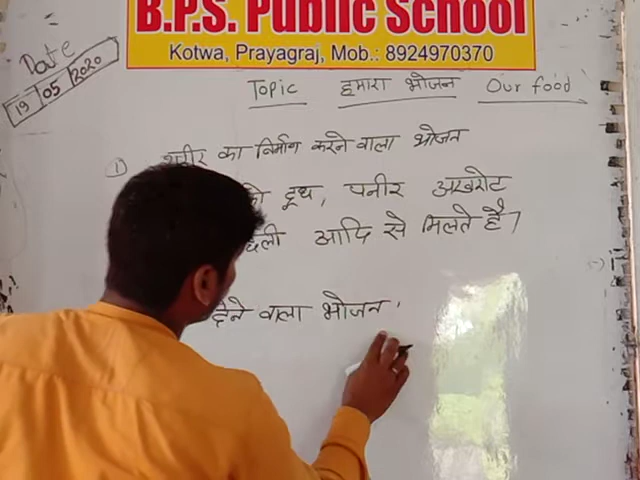 B.P.S. Public School
Kotwa, Prayagraj, Mob.: 8924970370
Date
19 05 2020
Topic हमारा भोजन Our food
① शरीर का निर्माण करने वाला भोजन
दूध, पनीर अखरोट
आदि से मिलते है।
देने वाला भोजन